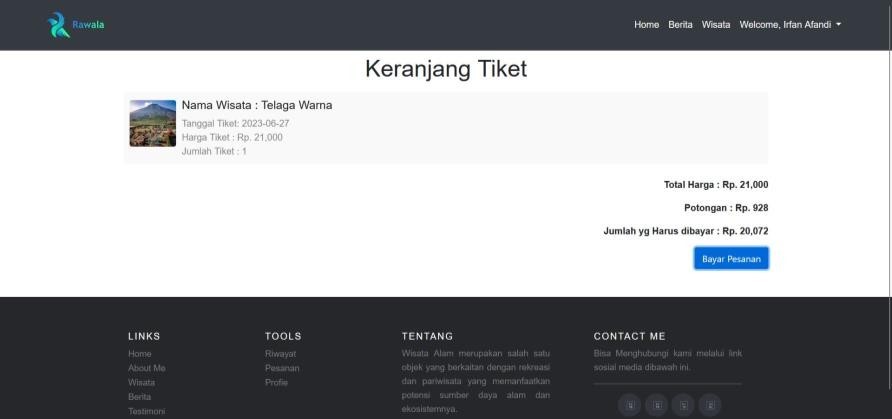 Rawala
Home Berita Wisata Welcome, Irfan Afandi
Keranjang Tiket
Nama Wisata : Telaga Warna
Tanggal Tiket: 2023-06-27
Harga Tiket : Rp. 21,000
Jumlah Tiket : 1
Total Harga : Rp. 21,000
Potongan : Rp. 928
Jumlah yg Harus dibayar : Rp. 20,072
Bayar Pesanan
LINKS
Home
About Me
Wisata
Berita
Testimoni
TOOLS
Riwayat
Pesanan
Profie
TENTANG
Wisata Alam merupakan salah satu
objek yang berkaitan dengan rekreasi
dan pariwisata yang memanfaatkan
potensi sumber daya alam dan
ekosistemnya.
CONTACT ME
Bisa Menghubungi kami melalui link
sosial media dibawah ini.